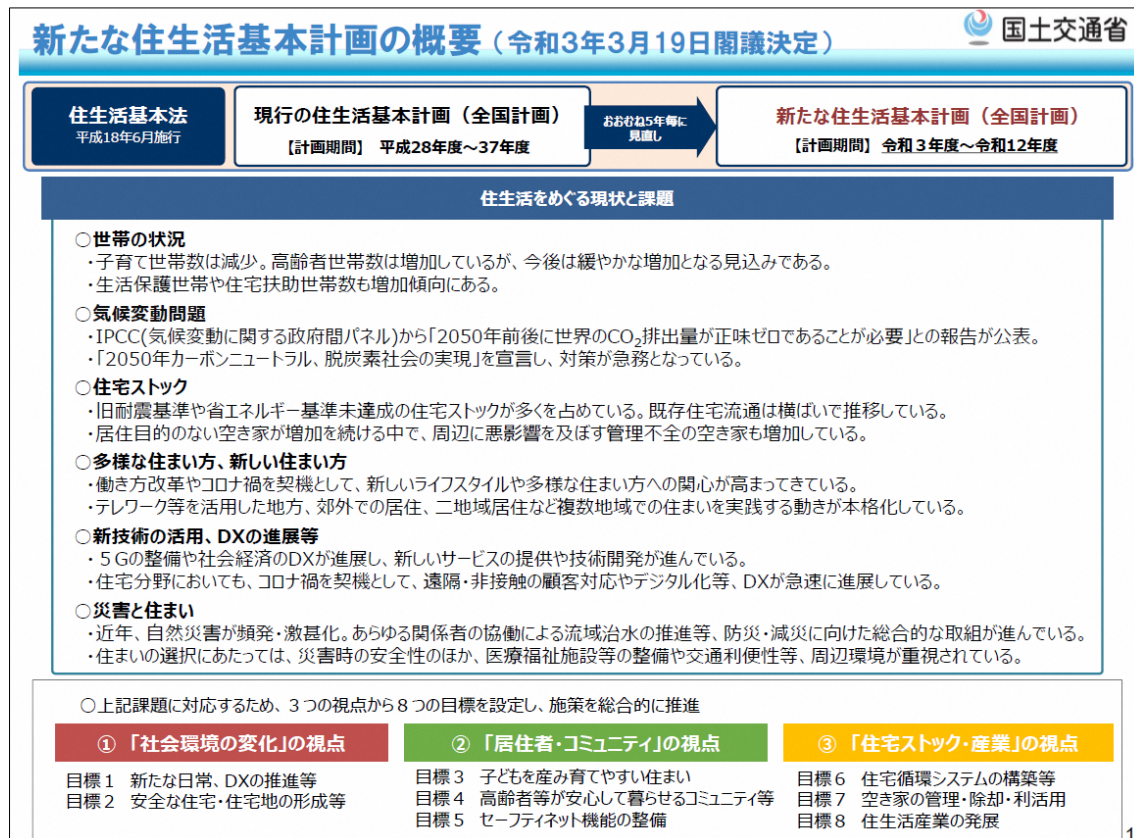 新たな住生活基本計画の概要（令和3年3月19日閣議決定）
国土交通省
住生活基本法
平成18年6月施行
現行の住生活基本計画（全国計画）
【計画期間】 平成28年度～37年度
おおむね5年毎に
見直し
新たな住生活基本計画（全国計画）
【計画期間】 令和３年度～令和12年度
住生活をめぐる現状と課題
○世帯の状況
・子育て世帯数は減少。高齢者世帯数は増加しているが、今後は緩やかな増加となる見込みである。
・生活保護世帯や住宅扶助世帯数も増加傾向にある。
○気候変動問題
・IPCC(気候変動に関する政府間パネル)から「2050年前後に世界のCO₂排出量が正味ゼロであることが必要」との報告が公表。
・「2050年カーボンニュートラル、脱炭素社会の実現」を宣言し、対策が急務となっている。
○住宅ストック
・旧耐震基準や省エネルギー基準未達成の住宅ストックが多くを占めている。既存住宅流通は横ばいで推移している。
・居住目的のない空き家が増加を続ける中で、周辺に悪影響を及ぼす管理不全の空き家も増加している。
○多様な住まい方、新しい住まい方
・働き方改革やコロナ禍を契機として、新しいライフスタイルや多様な住まい方への関心が高まってきている。
・テレワーク等を活用した地方、郊外での居住、二地域居住など複数地域での住まいを実践する動きが本格化している。
○新技術の活用、DXの進展等
・５Gの整備や社会経済のDXが進展し、新しいサービスの提供や技術開発が進んでいる。
・住宅分野においても、コロナ禍を契機として、遠隔・非接触の顧客対応やデジタル化等、DXが急速に進展している。
○災害と住まい
・近年、自然災害が頻発・激甚化。あらゆる関係者の協働による流域治水の推進等、防災・減災に向けた総合的な取組が進んでいる。
・住まいの選択にあたっては、災害時の安全性のほか、医療福祉施設等の整備や交通利便性等、周辺環境が重視されている。
○上記課題に対応するため、３つの視点から８つの目標を設定し、施策を総合的に推進
① 「社会環境の変化」の視点
目標１ 新たな日常、DXの推進等
目標２ 安全な住宅・住宅地の形成等
② 「居住者・コミュニティ」の視点
目標３ 子どもを産み育てやすい住まい
目標４ 高齢者等が安心して暮らせるコミュニティ等
目標５ セーフティネット機能の整備
③ 「住宅ストック・産業」の視点
目標６ 住宅循環システムの構築等
目標７ 空き家の管理・除却・利活用
目標８ 住生活産業の発展
1